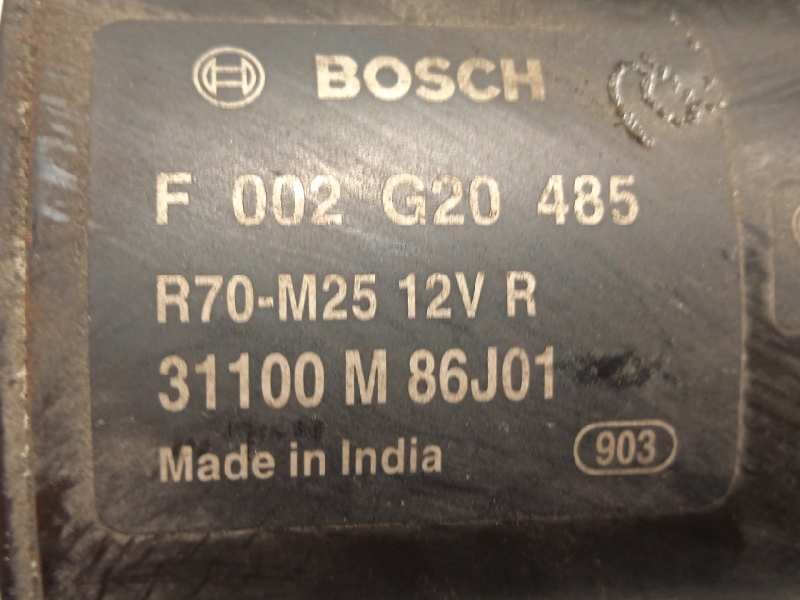 BOSCH
F 002 G20 485
R70-M25 12V R
31100 M 86J01
Made in India 903